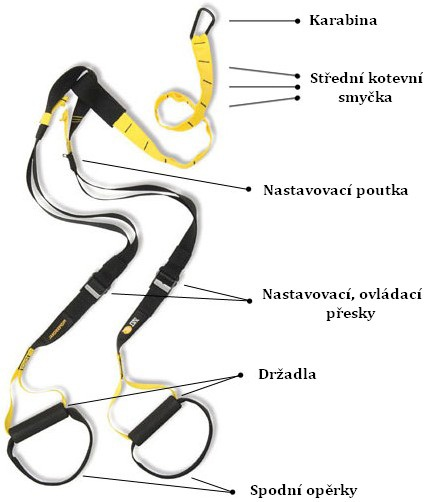 Karabina
Střední kotevní
smyčka
Nastavovací poutka
Nastavovací, ovládací
přesky
Držadla
Spodní opěrky